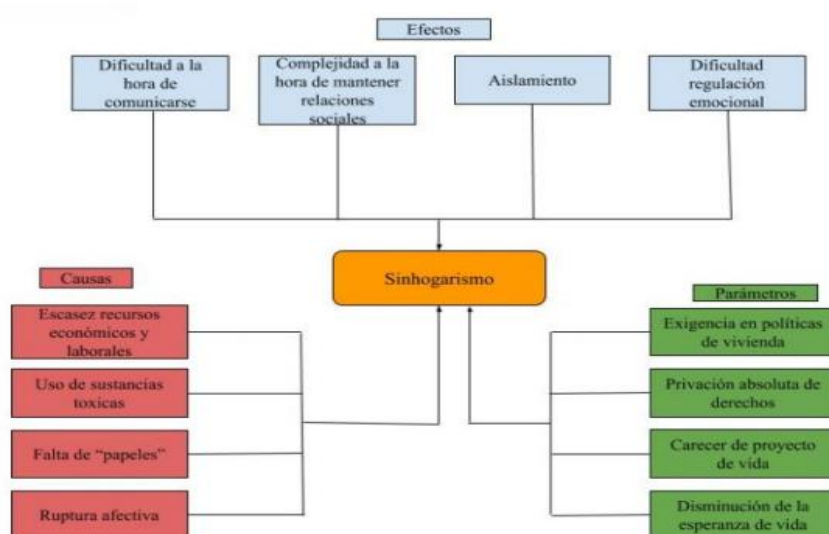 Efectos
Dificultad a la
hora de
comunicarse
Complejidad a la
hora de mantener
relaciones
sociales
Aislamiento
Dificultad
regulación
emocional
Sinhogarismo
Causas
Escasez recursos
económicos y
laborales
Uso de sustancias
toxicas
Falta de “papeles”
Ruptura afectiva
Parámetros
Exigencia en políticas
de vivienda
Privación absoluta de
derechos
Carecer de proyecto
de vida
Disminución de la
esperanza de vida